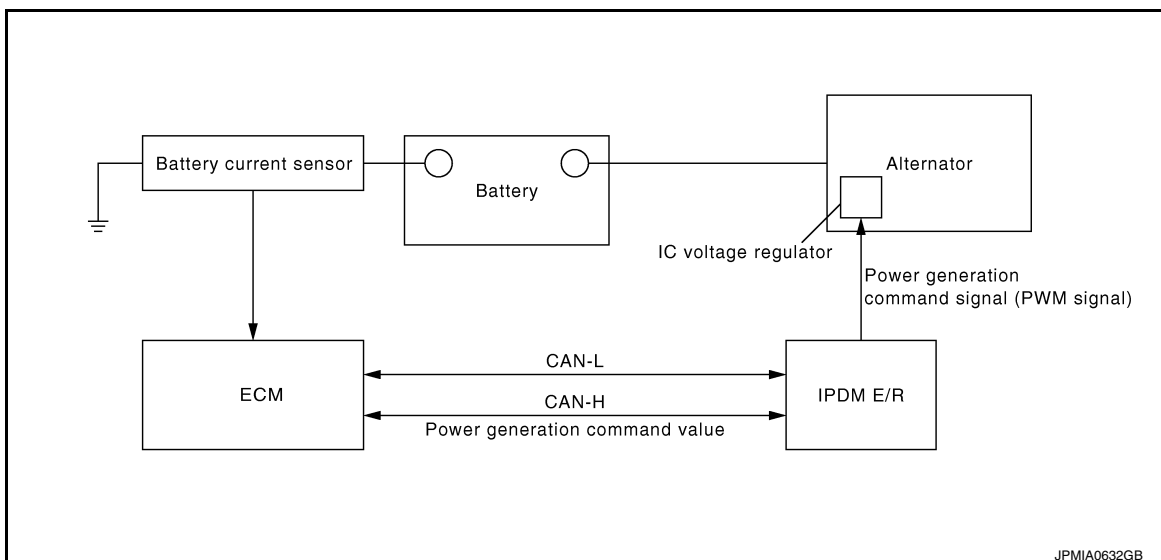 Battery current sensor
Battery
Alternator
IC voltage regulator
Power generation
command signal (PWM signal)
ECM
CAN-L
CAN-H
Power generation command value
IPDM E/R
JPMIA0632GB